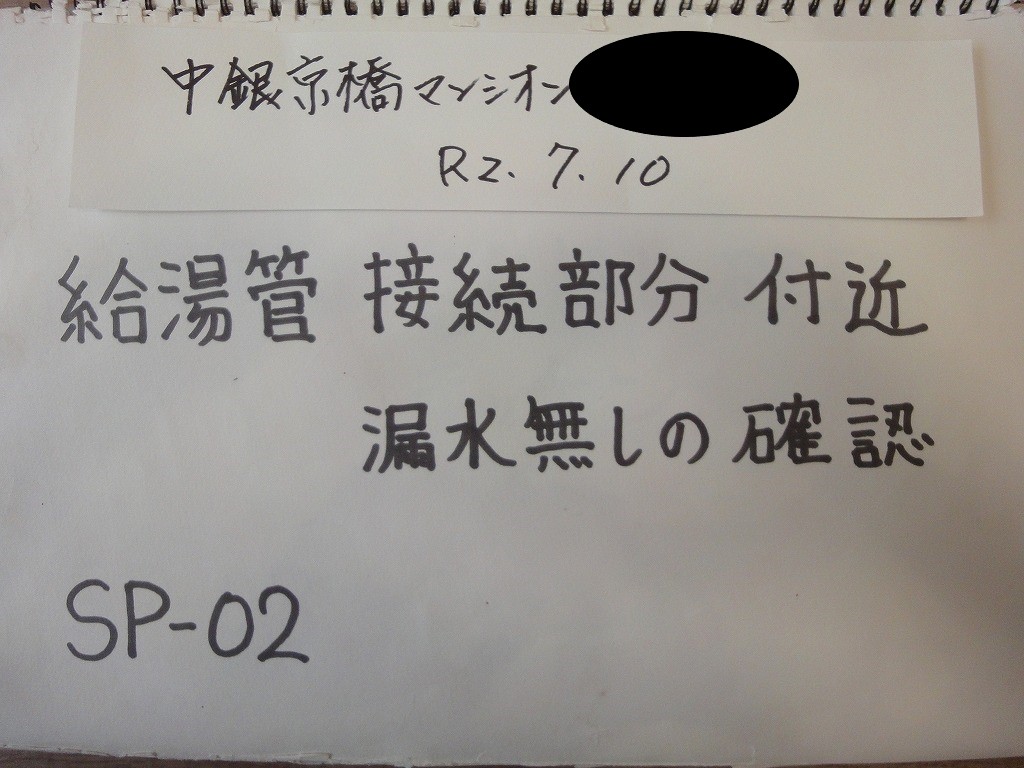 中銀京橋マンシオン
R2.7.10
給湯管 接続部分 付近
漏水無しの確認
SP-02